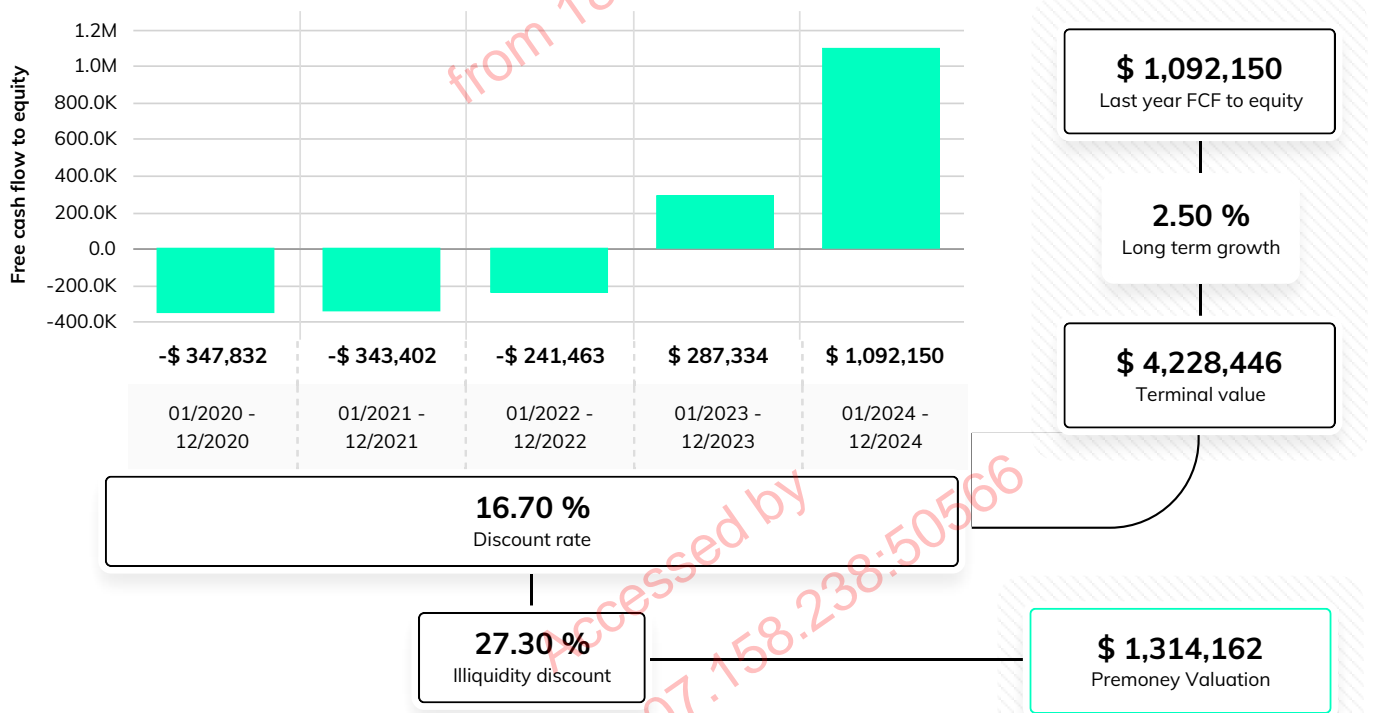 Free cash flow to equity
1.2M
1.0M
800.0K
600.0K
400.0K
200.0K
0.0
-200.0K
-400.0K
-$ 347,832
-$ 343,402
-$ 241,463
$ 287,334
$ 1,092,150
01/2020 -
12/2020
01/2021 -
12/2021
01/2022 -
12/2022
01/2023 -
12/2023
01/2024 -
12/2024
16.70 %
Discount rate
27.30 %
Illiquidity discount
$ 1,092,150
Last year FCF to equity
2.50 %
Long term growth
$ 4,228,446
Terminal value
$ 1,314,162
Premoney Valuation
from
Accessed by
07.158.238:50566